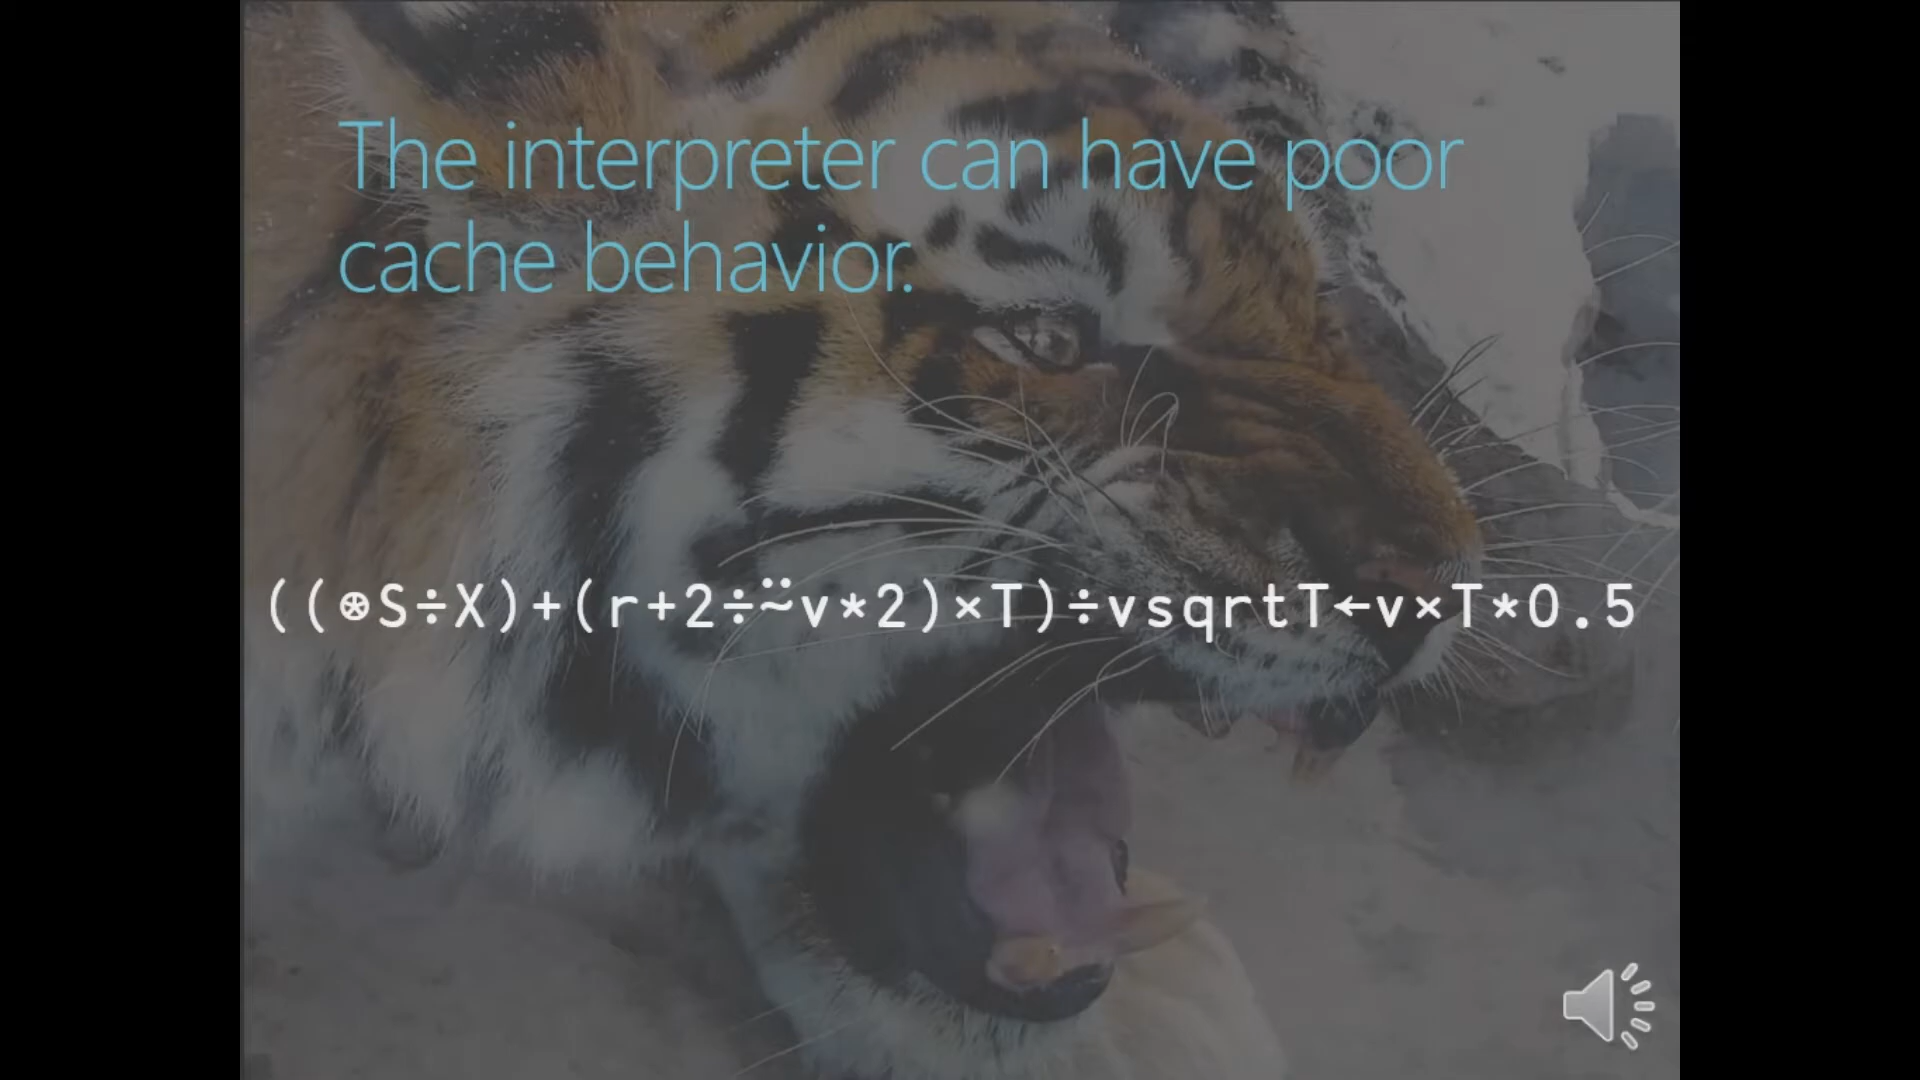 The interpreter can have poor
cache behavior.
((⍟S÷X)+(r+2÷⍨v*2)×T)÷vsqrtT←v×T*0.5